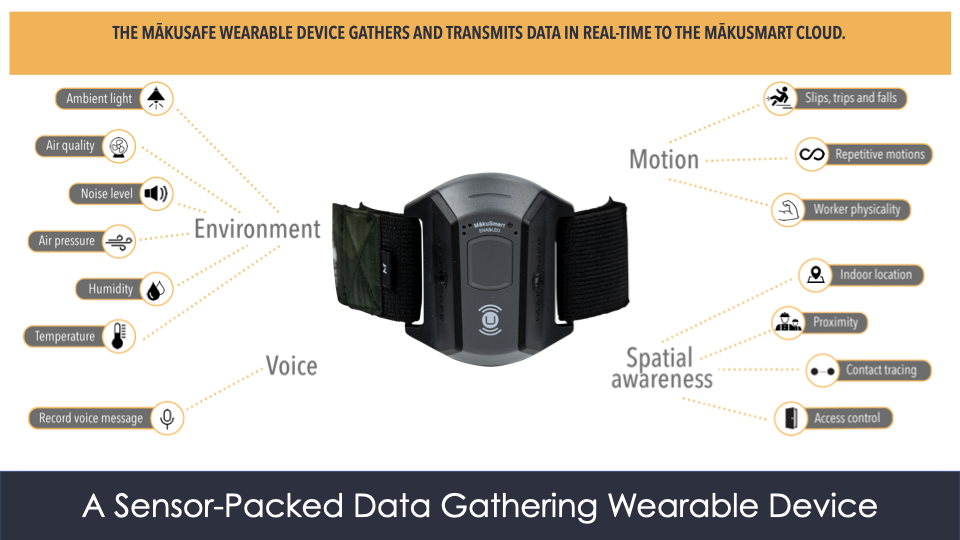 THE MĀKUSAFE WEARABLE DEVICE GATHERS AND TRANSMITS DATA IN REAL-TIME TO THE MĀKUSMART CLOUD.
Ambient light
Air quality
Noise level
Air pressure
Humidity
Temperature
Environment
Voice
Record voice message
MākuSmart
ENABLED
Motion
Slips, trips and falls
Repetitive motions
Worker physicality
Spatial
awareness
Indoor location
Proximity
Contact tracing
Access control
A Sensor-Packed Data Gathering Wearable Device